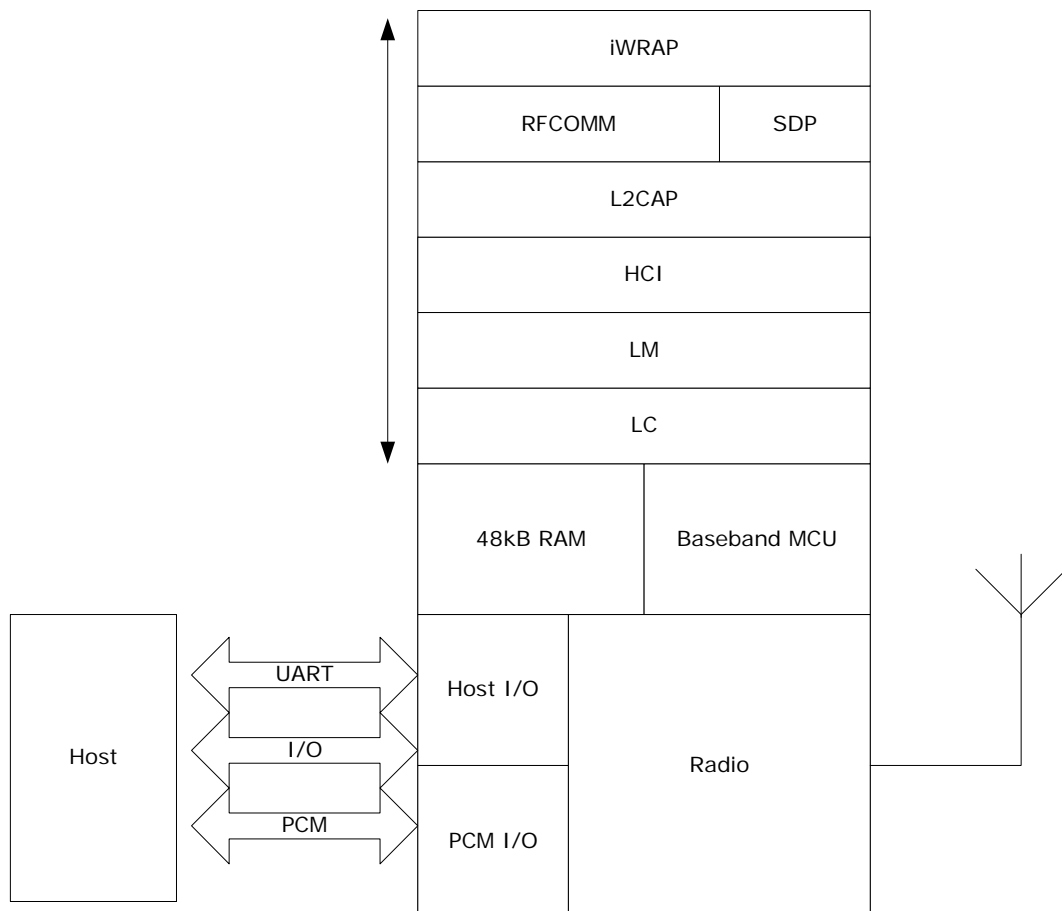 iWRAP
RFCOMM
SDP
L2CAP
HCI
LM
LC
48kB RAM
Baseband MCU
UART
Host I/O
Host
I/O
Radio
PCM
PCM I/O